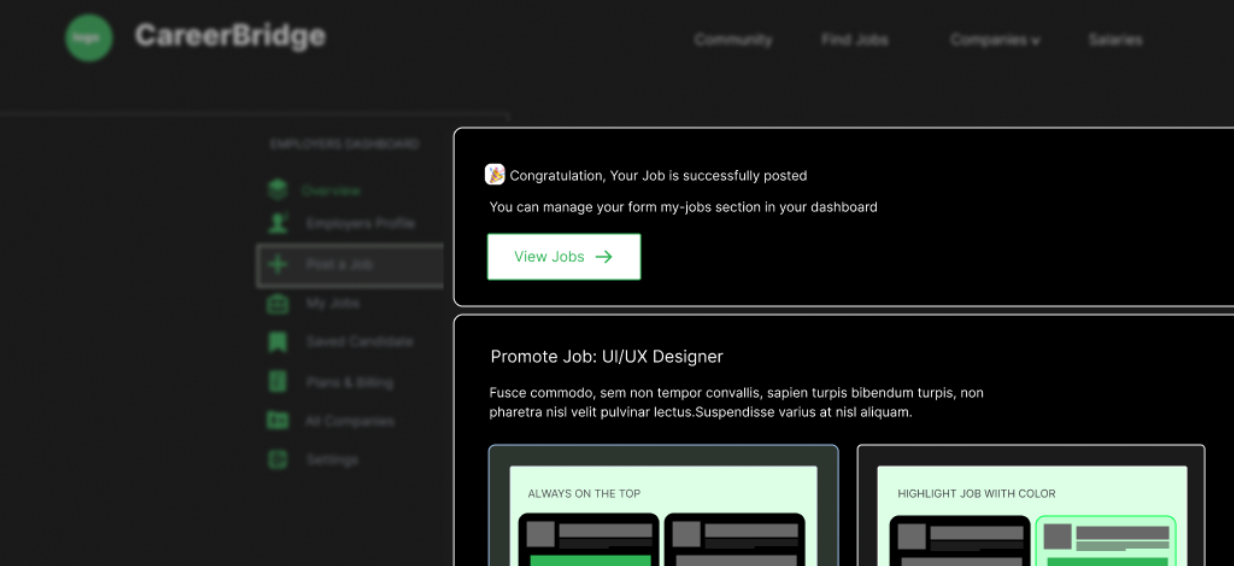 logo
CareerBridge
Community
Find Jobs
Companies
Salaries
EMPLOYERS DASHBOARD
Overview
Employers Profile
Post a Job
My Jobs
Saved Candidate
Plans & Billing
All Companies
Settings
Congratulation, Your Job is successfully posted
You can manage your form my-jobs section in your dashboard
View Jobs
Promote Job: UI/UX Designer
Fusce commodo, sem non tempor convallis, sapien turpis bibendum turpis, non
pharetra nisl velit pulvinar lectus.Suspendisse varius at nisl aliquam.
ALWAYS ON THE TOP
HIGHLIGHT JOB WIITH COLOR